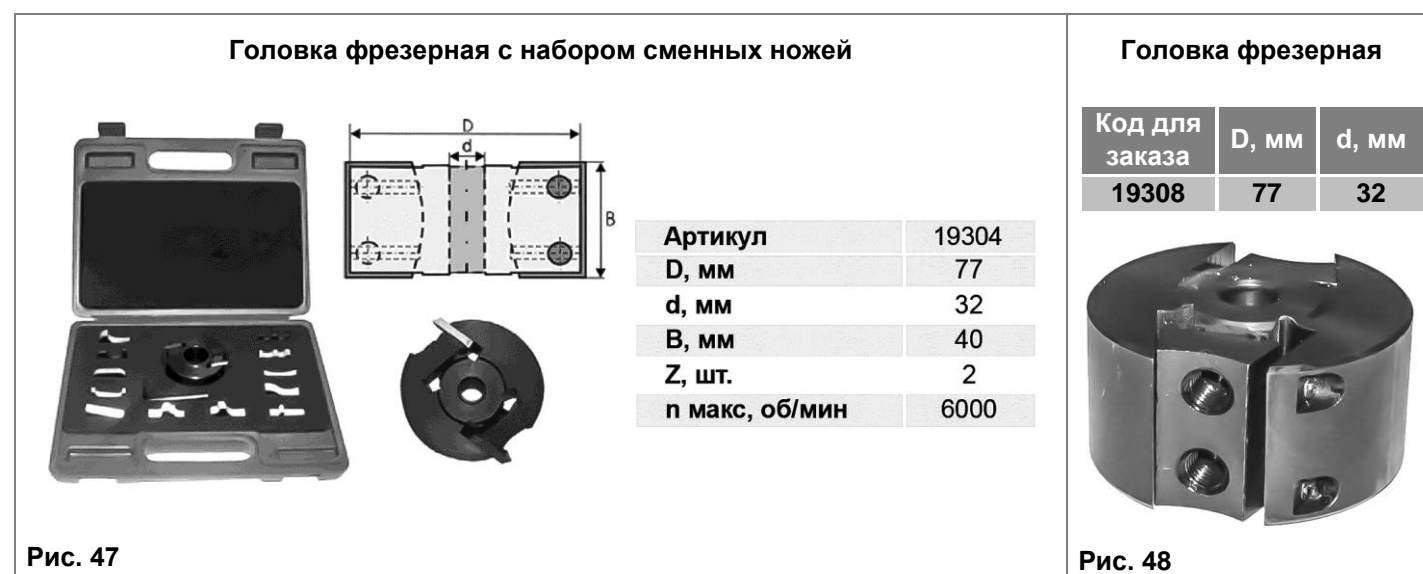 Головка фрезерная с набором сменных ножей
D
d
B
Артикул 19304
D, мм 77
d, мм 32
B, мм 40
Z, шт. 2
n макс, об/мин 6000
Рис. 47
Головка фрезерная
Код для заказа D, мм d, мм
19308 77 32
Рис. 48